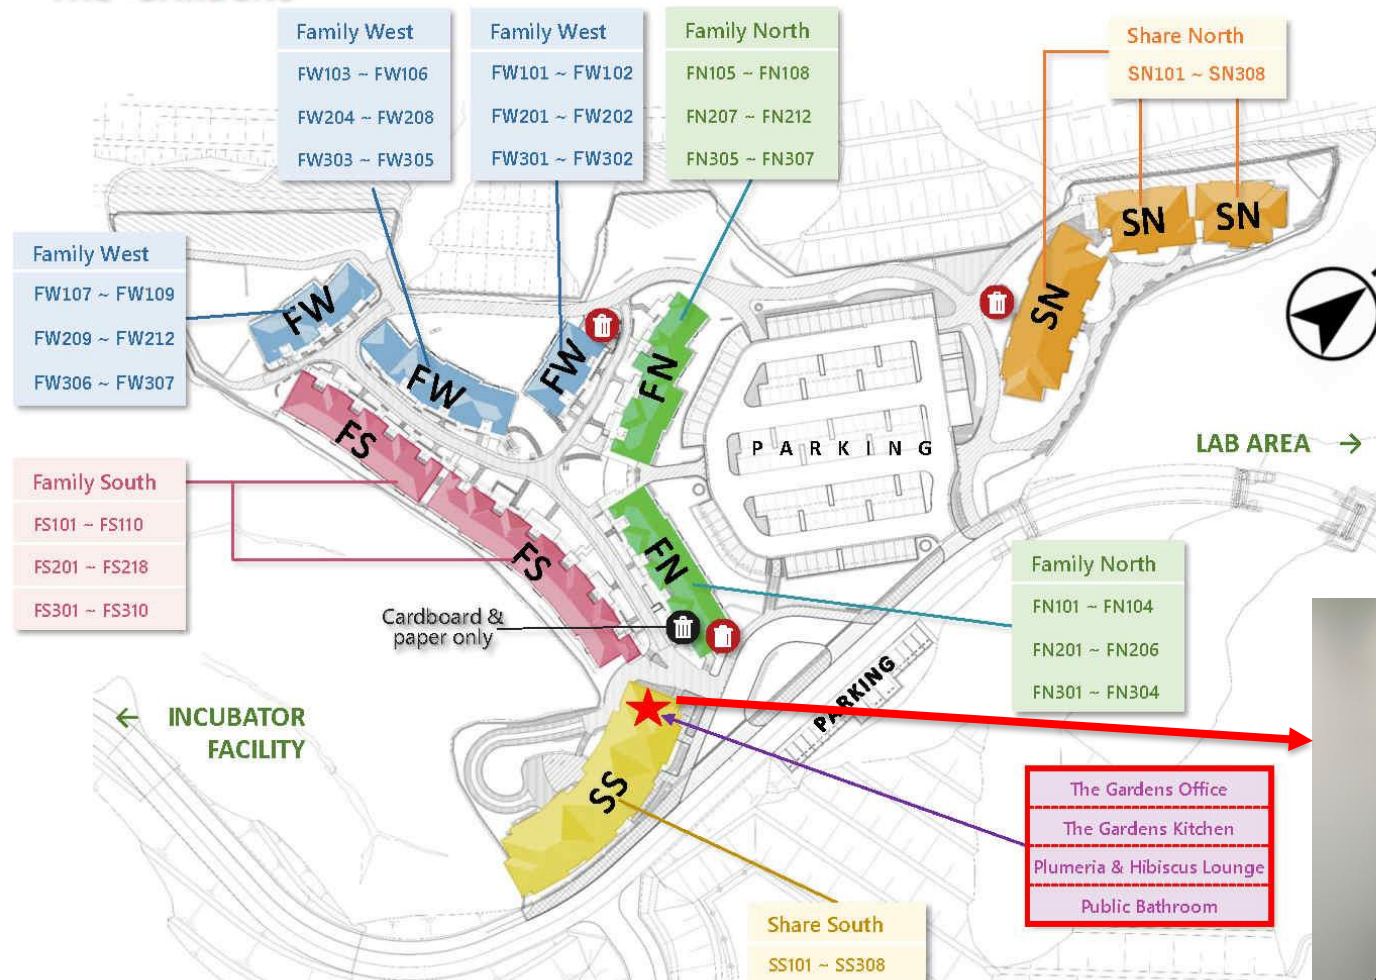 Family West
FW103 ~ FW106
FW204 ~ FW208
FW303 ~ FW305
Family West
FW101 ~ FW102
FW201 ~ FW202
FW301 ~ FW302
Family North
FN105 ~ FN108
FN207 ~ FN212
FN305 ~ FN307
Share North
SN101 ~ SN308
SN
SN
SN
Family West
FW107 ~ FW109
FW209 ~ FW212
FW306 ~ FW307
FW
FW
FW
FN
FS
PARKING
LAB AREA →
Family South
FS101 ~ FS110
FS201 ~ FS218
FS301 ~ FS310
FS
FN
Cardboard &
paper only
Family North
FN101 ~ FN104
FN201 ~ FN206
FN301 ~ FN304
PARKING
← INCUBATOR
FACILITY
SS
The Gardens Office
The Gardens Kitchen
Plumeria & Hibiscus Lounge
Public Bathroom
Share South
SS101 ~ SS308